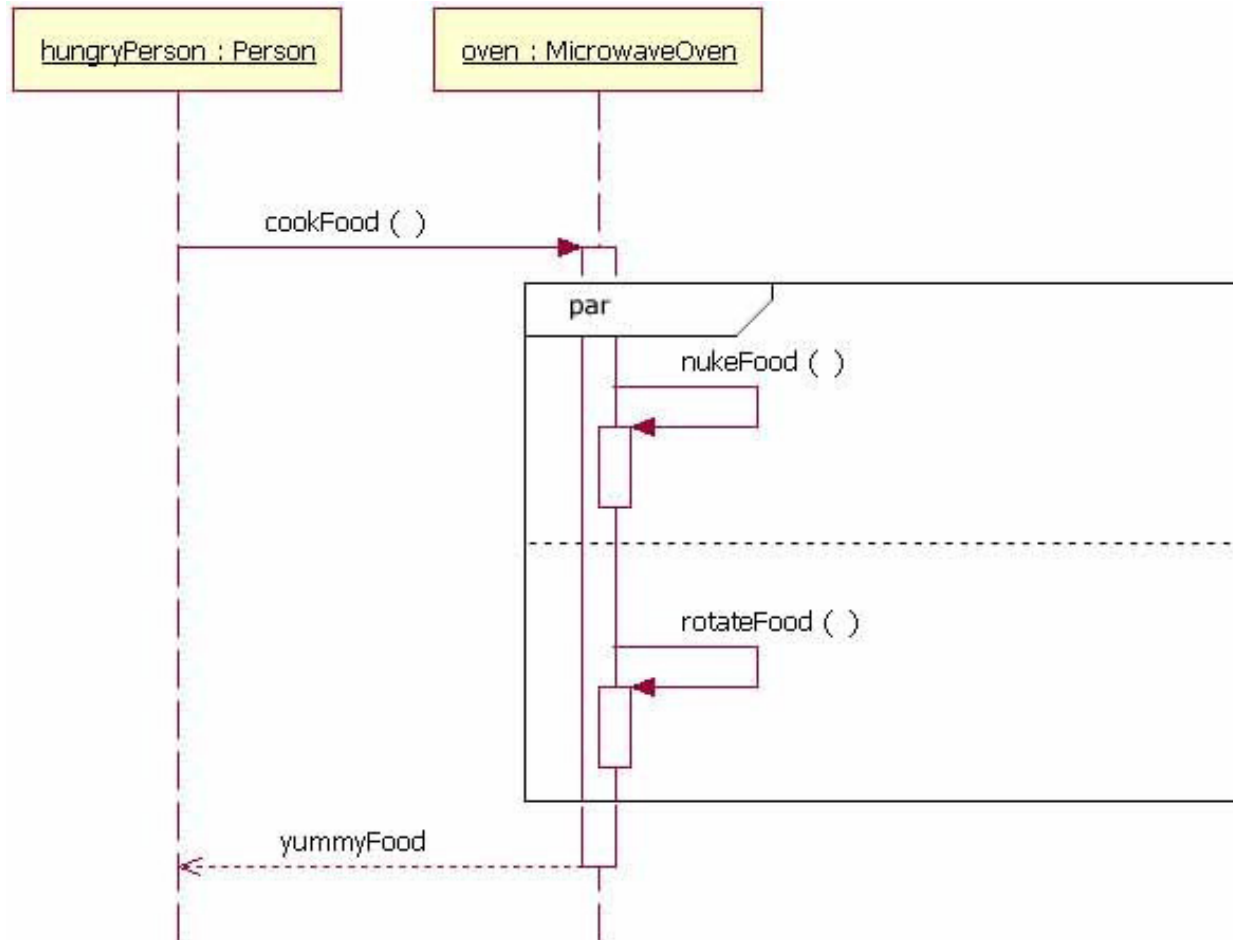 hungryPerson : Person
oven : MicrowaveOven
cookFood ( )
par
nukeFood ( )
rotateFood ( )
yummyFood